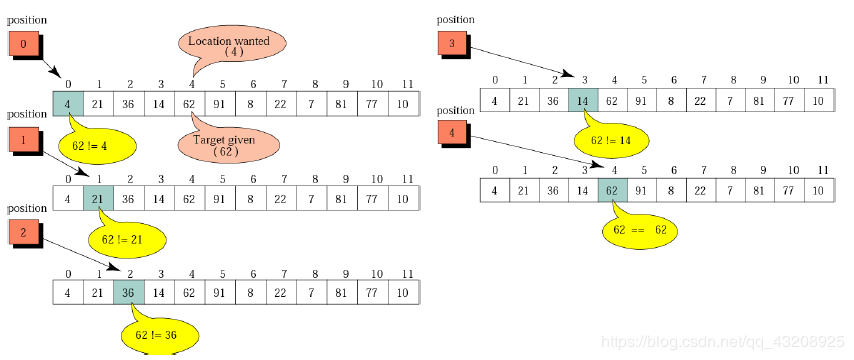 position
0
Location wanted
(4)
0 1 2 3 4 5 6 7 8 9 10 11
4 21 36 14 62 91 8 22 7 81 77 10
62 != 4
Target given
(62)
position
1
0 1 2 3 4 5 6 7 8 9 10 11
4 21 36 14 62 91 8 22 7 81 77 10
62 != 21
position
2
0 1 2 3 4 5 6 7 8 9 10 11
4 21 36 14 62 91 8 22 7 81 77 10
62 != 36
position
3
0 1 2 3 4 5 6 7 8 9 10 11
4 21 36 14 62 91 8 22 7 81 77 10
62 != 14
position
4
0 1 2 3 4 5 6 7 8 9 10 11
4 21 36 14 62 91 8 22 7 81 77 10
62 == 62
https://blog.csdn.net/qq_43208925